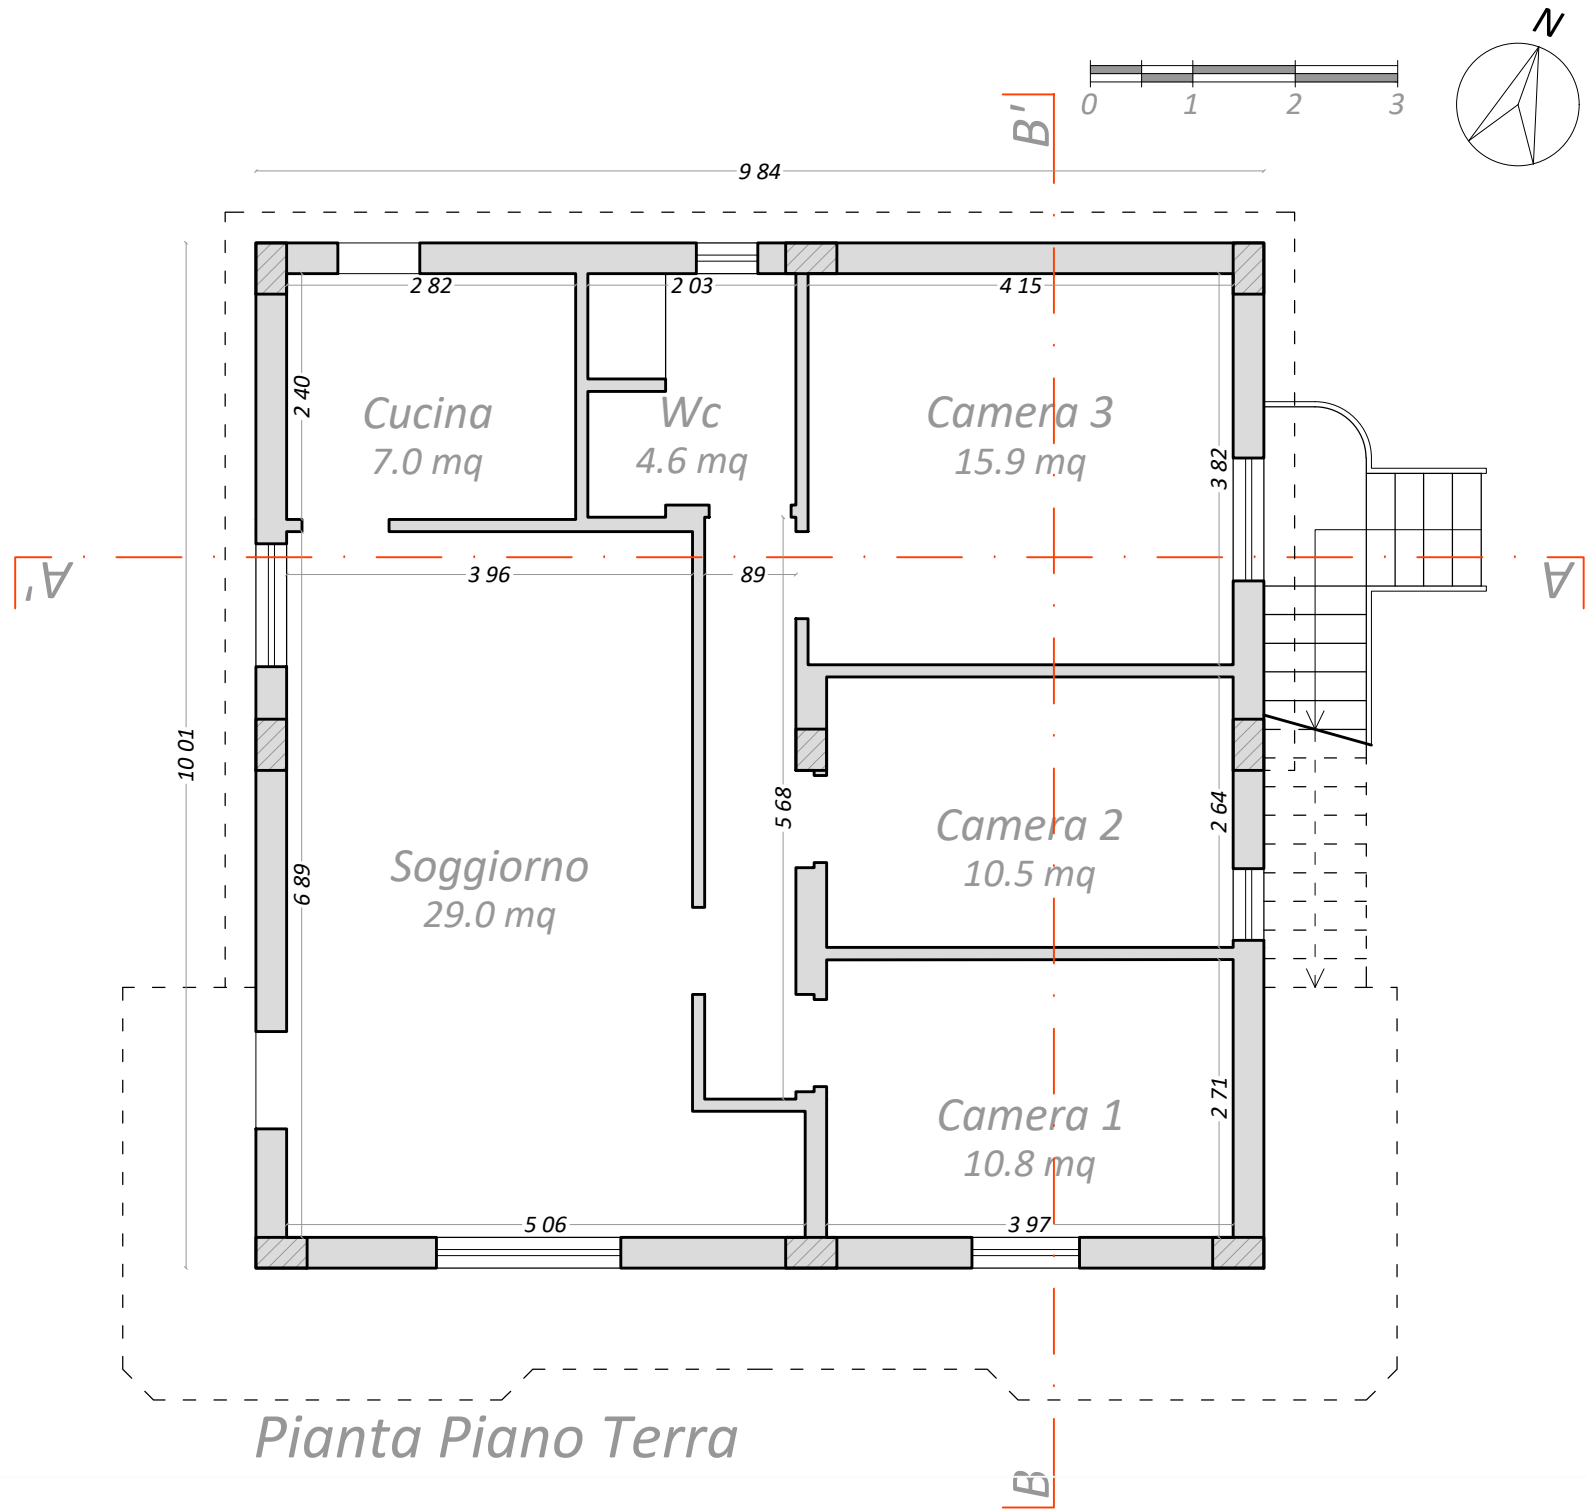 N
B'
0 1 2 3
9 84
2 82
2 03
4 15
2 40
Cucina
7.0 mq
Wc
4.6 mq
Camera 3
15.9 mq
3 82
A'
3 96
89
A
10 01
5 68
Camera 2
10.5 mq
2 64
Soggiorno
29.0 mq
6 89
Camera 1
10.8 mq
2 71
5 06
3 97
Pianta Piano Terra
B